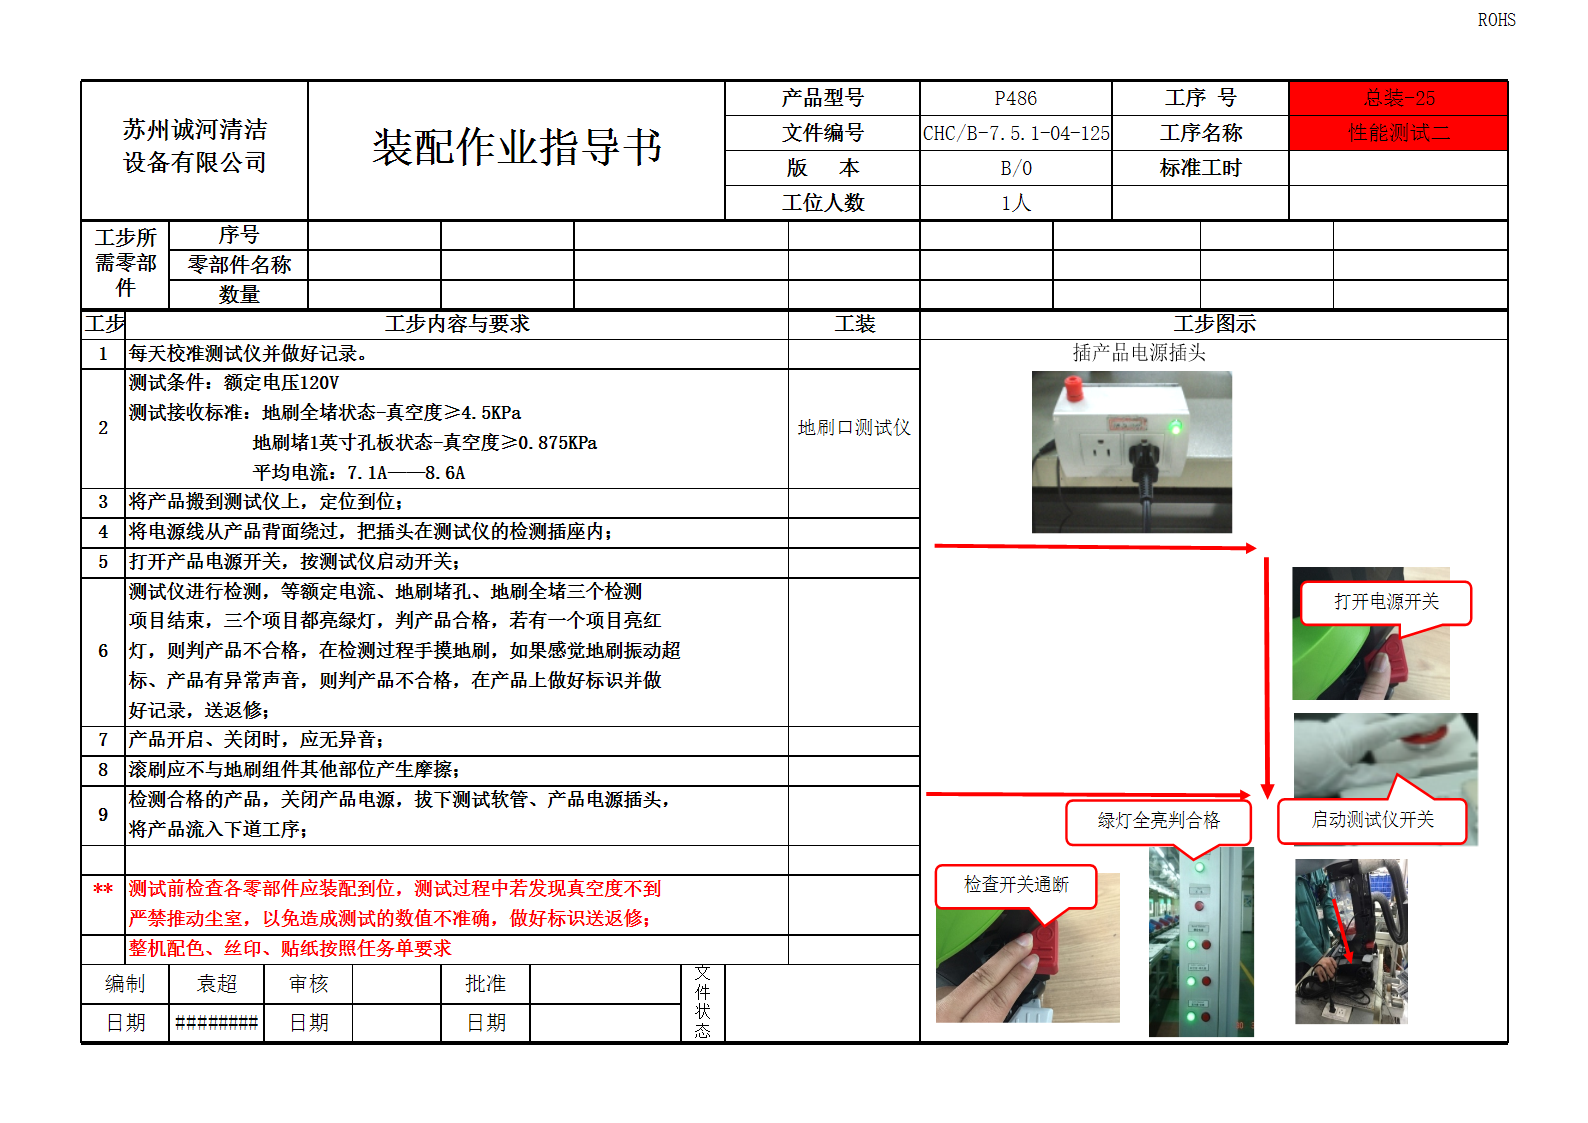 ROHS
苏州诚河清洁
设备有限公司
装配作业指导书
产品型号
P486
工序 号
总装-25
文件编号
CHC/B-7.5.1-04-125
工序名称
性能测试二
版 本
B/0
标准工时
工位人数
1人
工步所
需零部
件
序号
零部件名称
数量
工步
工步内容与要求
工装
工步图示
1
每天校准测试仪并做好记录。
2
测试条件：额定电压120V
测试接收标准：地刷全堵状态-真空度≥4.5KPa
地刷堵1英寸孔板状态-真空度≥0.875KPa
平均电流：7.1A——8.6A
地刷口测试仪
3
将产品搬到测试仪上，定位到位；
4
将电源线从产品背面绕过，把插头在测试仪的检测插座内；
5
打开产品电源开关，按测试仪启动开关；
6
测试仪进行检测，等额定电流、地刷堵孔、地刷全堵三个检测
项目结束，三个项目都亮绿灯，判产品合格，若有一个项目亮红
灯，则判产品不合格，在检测过程手摸地刷，如果感觉地刷振动超
标、产品有异常声音，则判产品不合格，在产品上做好标识并做
好记录，送返修；
7
产品开启、关闭时，应无异音；
8
滚刷应不与地刷组件其他部位产生摩擦；
9
检测合格的产品，关闭产品电源，拔下测试软管、产品电源插头，
将产品流入下道工序；
**
测试前检查各零部件应装配到位，测试过程中若发现真空度不到
严禁推动尘室，以免造成测试的数值不准确，做好标识送返修；
整机配色、丝印、贴纸按照任务单要求
插产品电源插头
打开电源开关
启动测试仪开关
绿灯全亮判合格
检查开关通断
编制
袁超
审核
批准
文件状态
日期
########
日期
日期